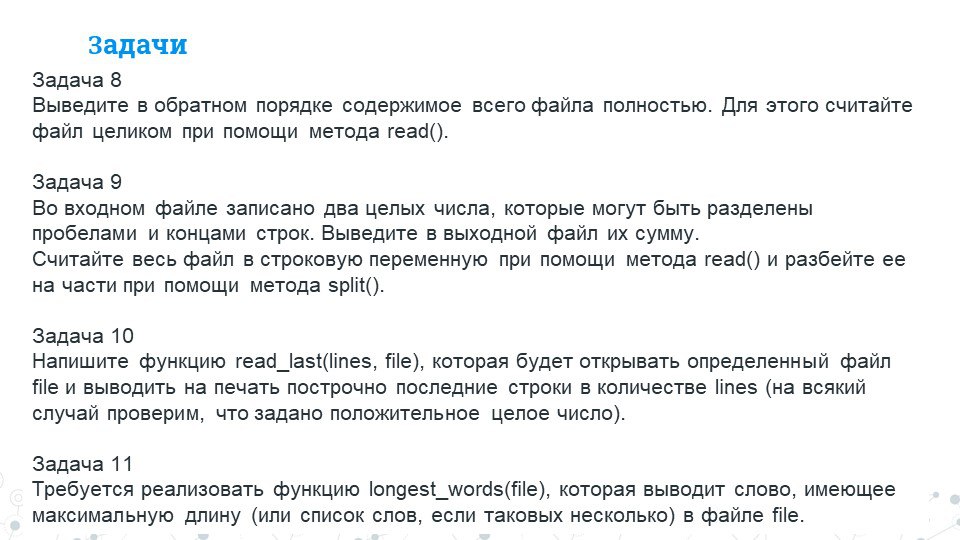 Задачи
Задача 8
Выведите в обратном порядке содержимое всего файла полностью. Для этого считайте
файл целиком при помощи метода read().
Задача 9
Во входном файле записано два целых числа, которые могут быть разделены
пробелами и концами строк. Выведите в выходной файл их сумму.
Считайте весь файл в строковую переменную при помощи метода read() и разбейте ее
на части при помощи метода split().
Задача 10
Напишите функцию read_last(lines, file), которая будет открывать определенный файл
file и выводить на печать построчно последние строки в количестве lines (на всякий
случай проверим, что задано положительное целое число).
Задача 11
Требуется реализовать функцию longest_words(file), которая выводит слово, имеющее
максимальную длину (или список слов, если таковых несколько) в файле file.